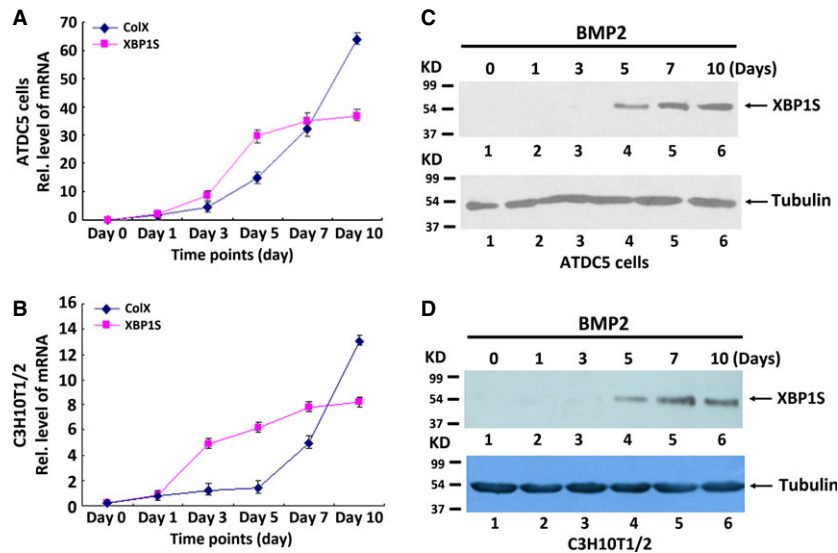 A
ATDC5 cells
Rel. level of mRNA
70
60
50
40
30
20
10
0
ColX
XBP1S
Day 0 Day 1 Day 3 Day 5 Day 7 Day 10
Time points (day)
B
C3H10T1/2
Rel. level of mRNA
16
14
12
10
8
6
4
2
0
ColX
XBP1S
Day 0 Day 1 Day 3 Day 5 Day 7 Day 10
Time points (day)
C
BMP2
KD 0 1 3 5 7 10 (Days)
99
54
37
XBP1S
1 2 3 4 5 6
99
54
37
Tubulin
1 2 3 4 5 6
ATDC5 cells
D
BMP2
KD 0 1 3 5 7 10 (Days)
99
54
37
XBP1S
1 2 3 4 5 6
KD
99
54
37
Tubulin
1 2 3 4 5 6
C3H10T1/2